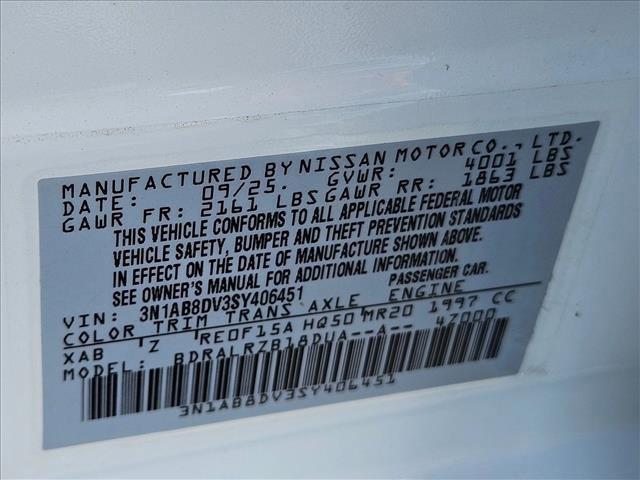 MANUFACTURED BY NISSAN MOTOR CO., LTD.
DATE: 09/25. GVWR: 4001 LBS
GAWR FR: 2161 LBS GAWR RR: 1863 LBS
THIS VEHICLE CONFORMS TO ALL APPLICABLE FEDERAL MOTOR
VEHICLE SAFETY, BUMPER AND THEFT PREVENTION STANDARDS
IN EFFECT ON THE DATE OF MANUFACTURE SHOWN ABOVE.
SEE OWNER'S MANUAL FOR ADDITIONAL INFORMATION.
VIN: 3N1AB8DV3SY406451 PASSENGER CAR.
COLOR TRIM TRANS AXLE ENGINE
XAB Z RE0F15A HQ50 MR20 1997 CC
MODEL: BDRALRZB18DUA--A-- 4Z000
3N1AB8DV3SY406451